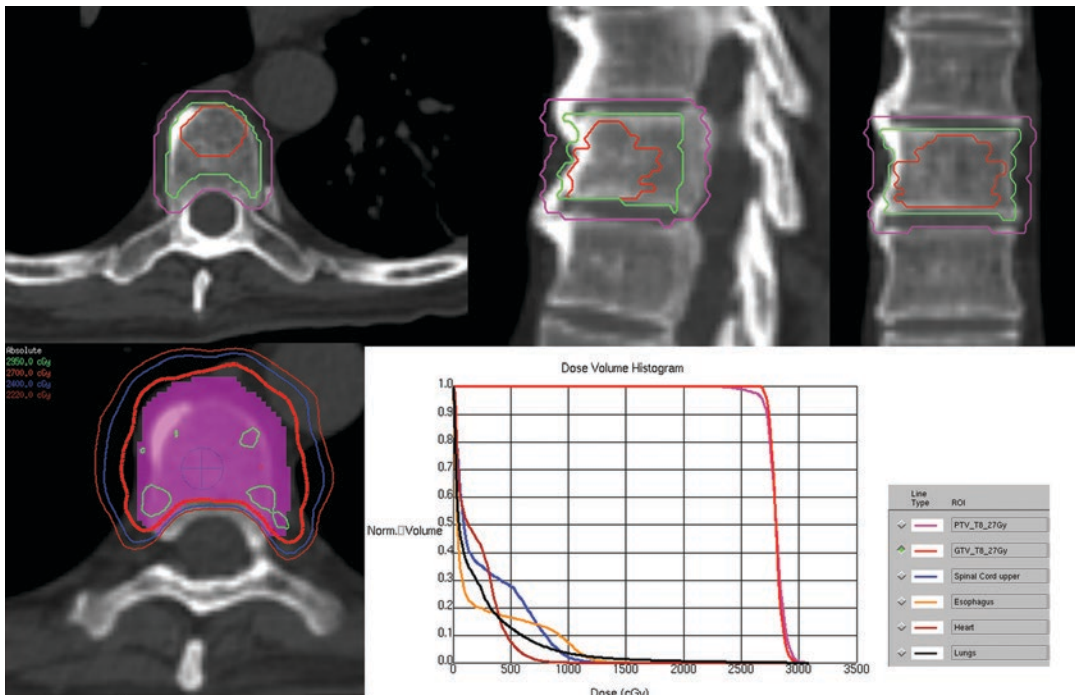 Absolute
2950.0 cGy
2700.0 cGy
2400.0 cGy
2220.0 cGy
Dose Volume Histogram
1.0
0.9
0.8
0.7
0.6
0.5
Norm.□Volume
0.4
0.3
0.2
0.1
0.0
0 500 1000 1500 2000 2500 3000 3500
Dose (cGy)
Line
Type ROI
PTV_T8_27Gy
GTV_T8_27Gy
Spinal Cord upper
Esophagus
Heart
Lungs